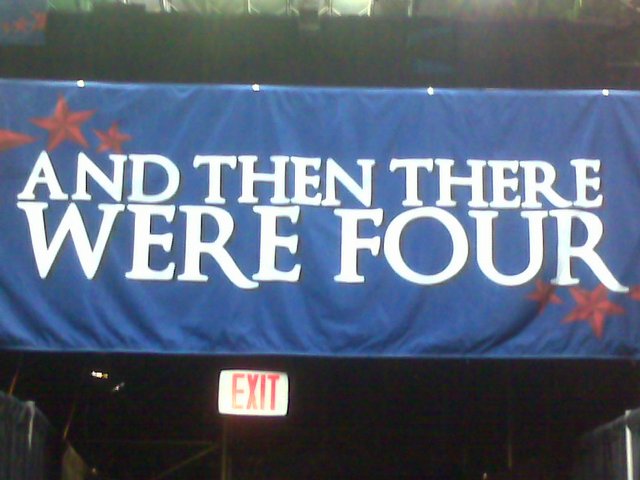 AND THEN THERE
WERE FOUR
EXIT